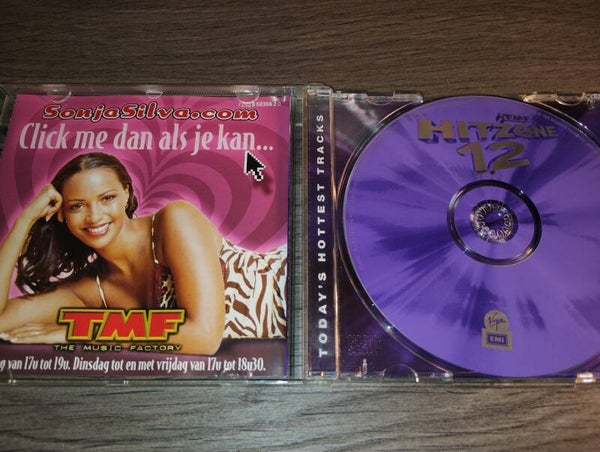 SonjaSilva.com
Click me dan als je kan...
TMF
THE MUSIC FACTORY
van 17u tot 19u. Dinsdag tot en met vrijdag van 17u tot 18u30.
TODAY'S HOTTEST TRACKS
TMF
HITZONE
12
Virgin
EMI